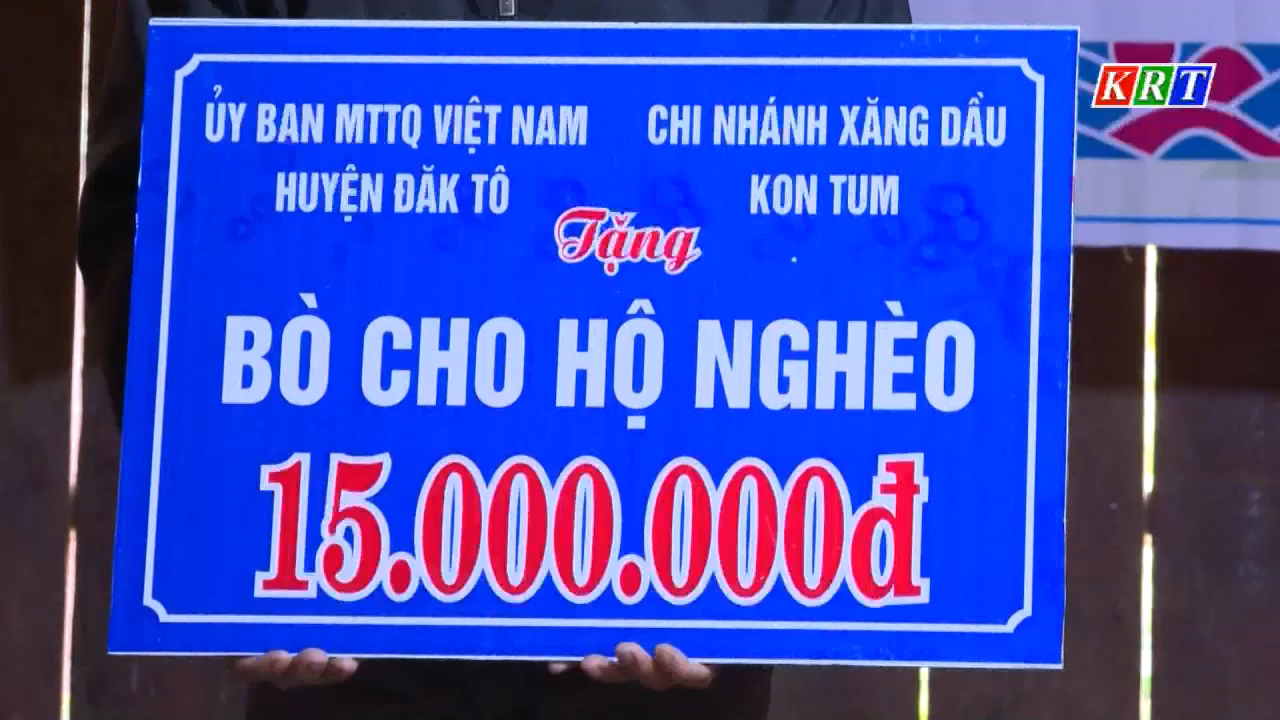 KRT
ỦY BAN MTTQ VIỆT NAM
HUYỆN ĐĂK TÔ
CHI NHÁNH XĂNG DẦU
KON TUM
Tặng
BÒ CHO HỘ NGHÈO
15.000.000đ